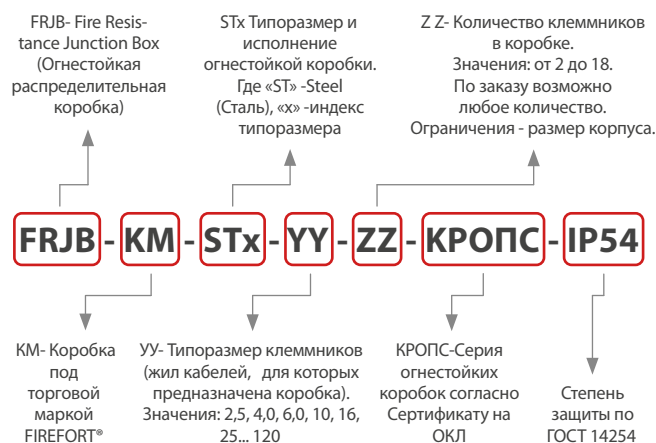 FRJB- Fire Resis-
tance Junction Box
(Огнестойкая
распределительная
коробка)
STx Типоразмер и
исполнение
огнестойкой коробки.
Где «ST» -Steel
(Сталь), «х» -индекс
типоразмера
Z Z- Количество клеммников
в коробке.
Значения: от 2 до 18.
По заказу возможно
любое количество.
Ограничения - размер корпуса.
FRJB - KM - STx - YY - ZZ - КРОПС - IP54
КМ- Коробка
под
торговой
маркой
FIREFORT®
УУ- Типоразмер клеммников
(жил кабелей, для которых
предназначена коробка).
Значения: 2,5, 4,0, 6,0, 10, 16,
25... 120
КРОПС-Серия
огнестойких
коробок согласно
Сертификату на
ОКЛ
Степень
защиты по
ГОСТ 14254